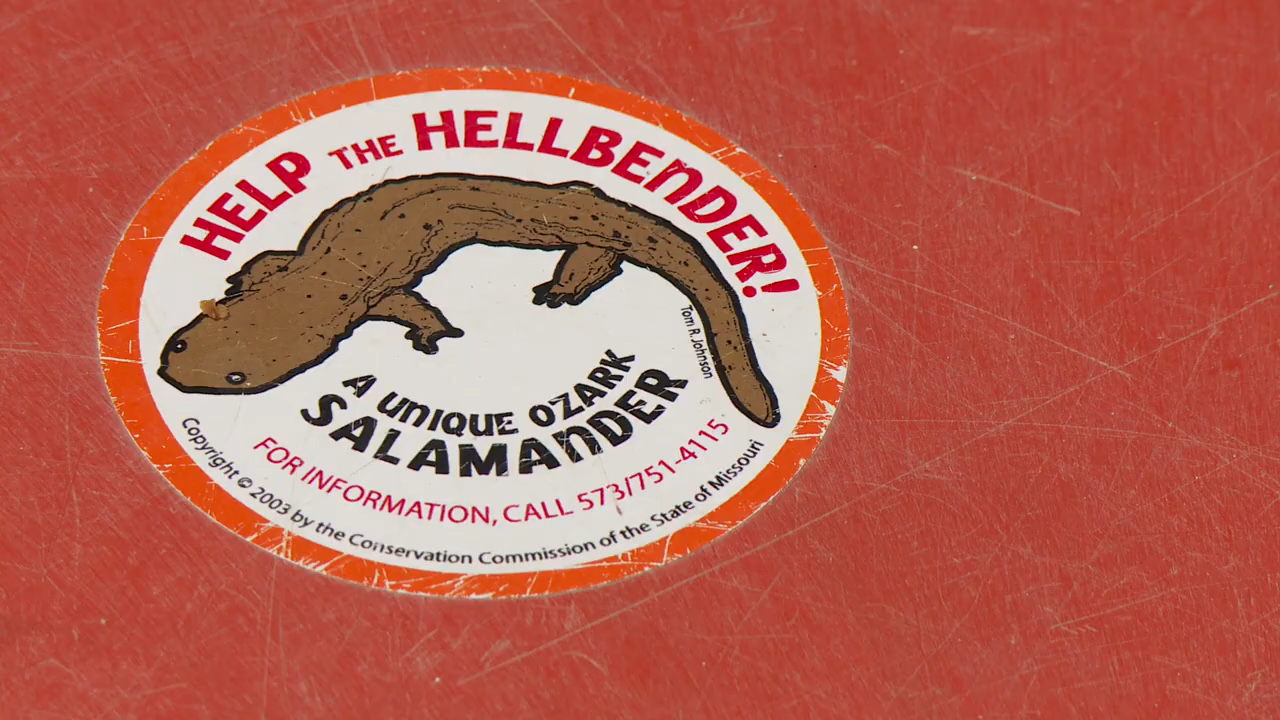 HELP THE HELLBENDER!
Tom R. Johnson
A UNIQUE OZARK
SALAMANDER
FOR INFORMATION, CALL 573/751-4115
Copyright © 2003 by the Conservation Commission of the State of Missouri